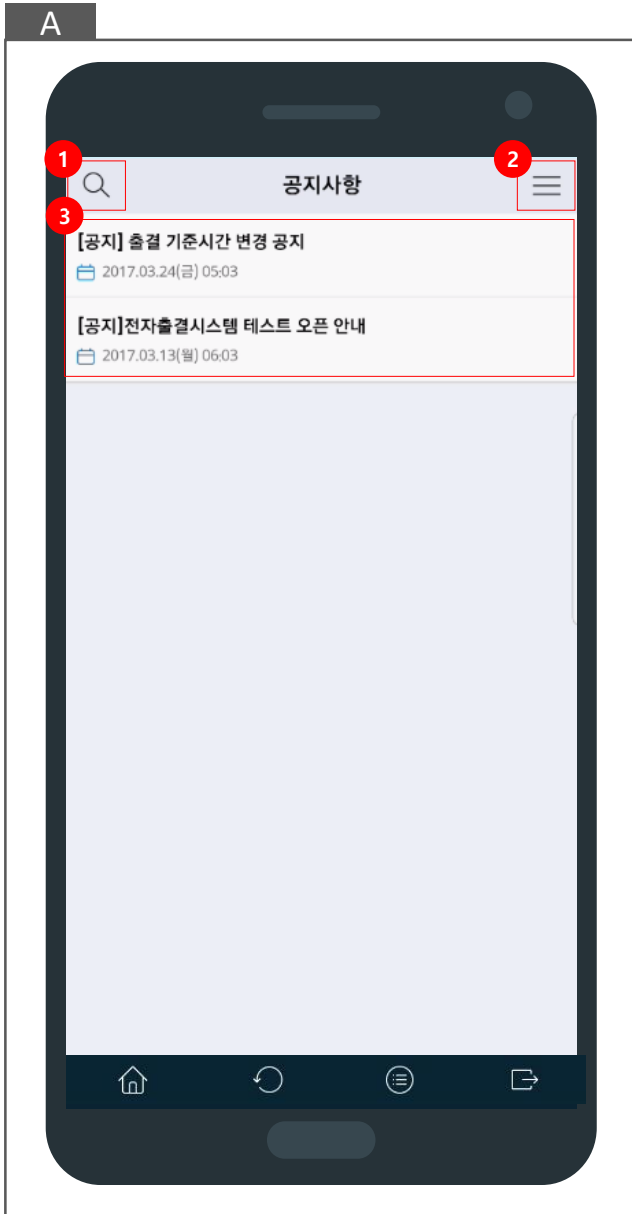 A
1
2
공지사항
3
[공지] 출결 기준시간 변경 공지
2017.03.24(금) 05:03
[공지]전자출결시스템 테스트 오픈 안내
2017.03.13(월) 06:03